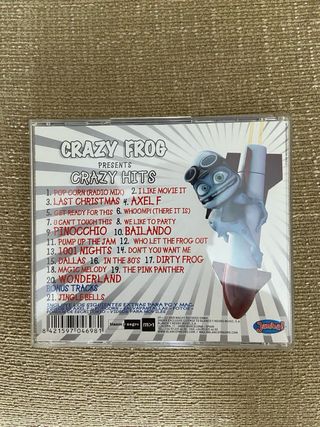 CRAZY FROG
PRESENTS
CRAZY HITS
1. POP CORN (RADIO MIX) 2. I LIKE MOVIE IT
3. LAST CHRISTMAS 4. AXEL F
5. GET READY FOR THIS 6. WHOOMP! (THERE IT IS)
7. U CAN'T TOUCH THIS 8. WE LIKE TO PARTY
9. PINOCCHIO 10. BAILANDO
11. PUMP UP THE JAM 12. WHO LET THE FROG OUT
13. 1001 NIGHTS 14. DON'T YOU WANT ME
15. DALLAS 16. IN THE 80'S 17. DIRTY FROG
18. MAGIC MELODY 19. THE PINK PANTHER
20. WONDERLAND
BONUS TRACKS
21. JINGLE BELLS
EXTRAS PARA PC Y MAC
8 421597 046981